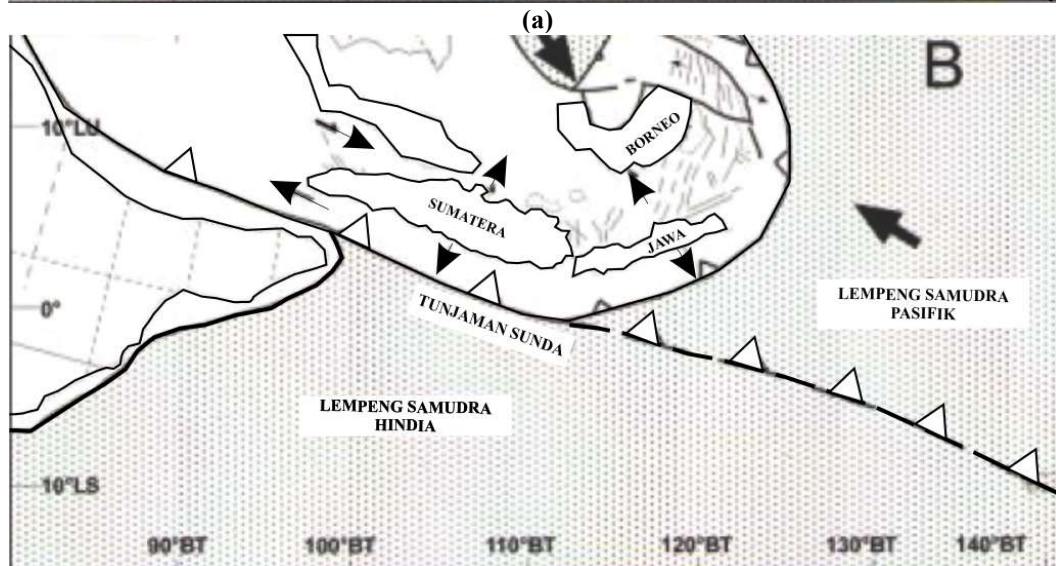 (a)
B
10°LU
BORNEO
SUMATERA
JAWA
LEMPENG SAMUDRA
PASIFIK
0°
TUNJAMAN SUNDA
LEMPENG SAMUDRA
HINDIA
10°LS
90°BT
100°BT
110°BT
120°BT
130°BT
140°BT